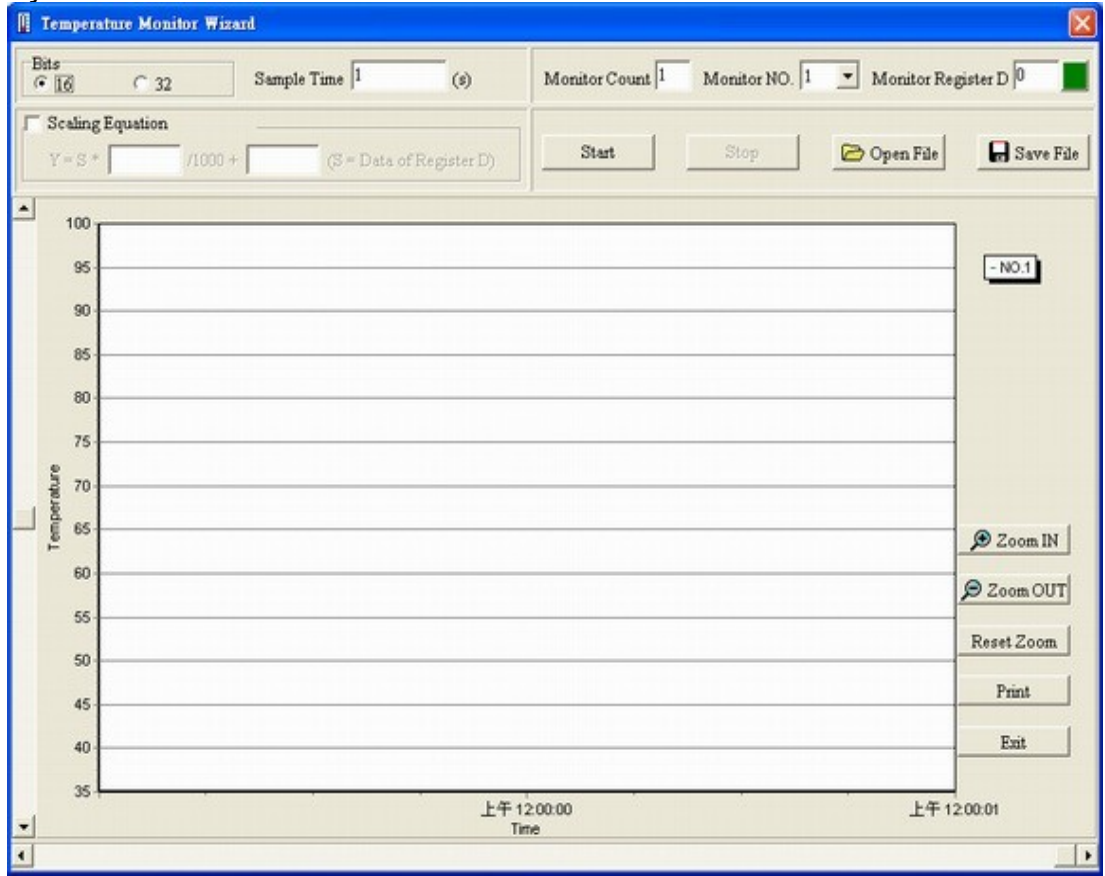 Temperature Monitor Wizard
Bits
16 32
Sample Time 1 (s)
Monitor Count 1 Monitor NO. 1 Monitor Register D 0
Scaling Equation
Y = S * /1000 + (S = Data of Register D)
Start Stop Open File Save File
100
95
90
85
80
75
70
65
60
55
50
45
40
35
Temperature
- NO.1
Zoom IN
Zoom OUT
Reset Zoom
Print
Exit
上午 12:00:00 上午 12:00:01
Time